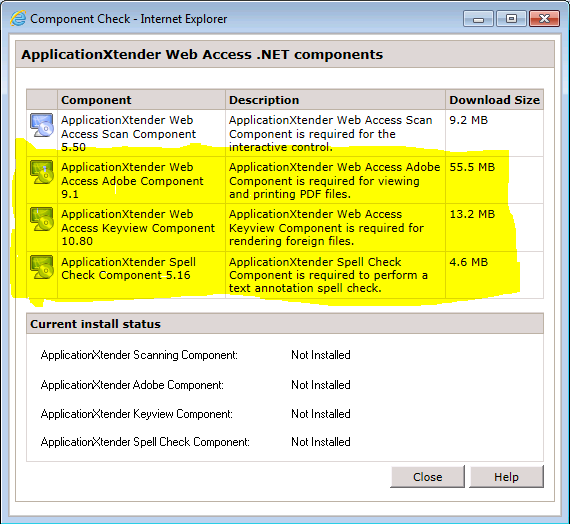 Component Check - Internet Explorer
ApplicationXtender Web Access .NET components
Component Description Download Size
ApplicationXtender Web
Access Scan Component
5.50
ApplicationXtender Web Access Scan
Component is required for the
interactive control.
9.2 MB
ApplicationXtender Web
Access Adobe Component
9.1
ApplicationXtender Web Access Adobe
Component is required for viewing
and printing PDF files.
55.5 MB
ApplicationXtender Web
Access Keyview Component
10.80
ApplicationXtender Web Access
Keyview Component is required for
rendering foreign files.
13.2 MB
ApplicationXtender Spell
Check Component 5.16
ApplicationXtender Spell Check
Component is required to perform a
text annotation spell check.
4.6 MB
Current install status
ApplicationXtender Scanning Component: Not Installed
ApplicationXtender Adobe Component: Not Installed
ApplicationXtender Keyview Component: Not Installed
ApplicationXtender Spell Check Component: Not Installed
Close Help